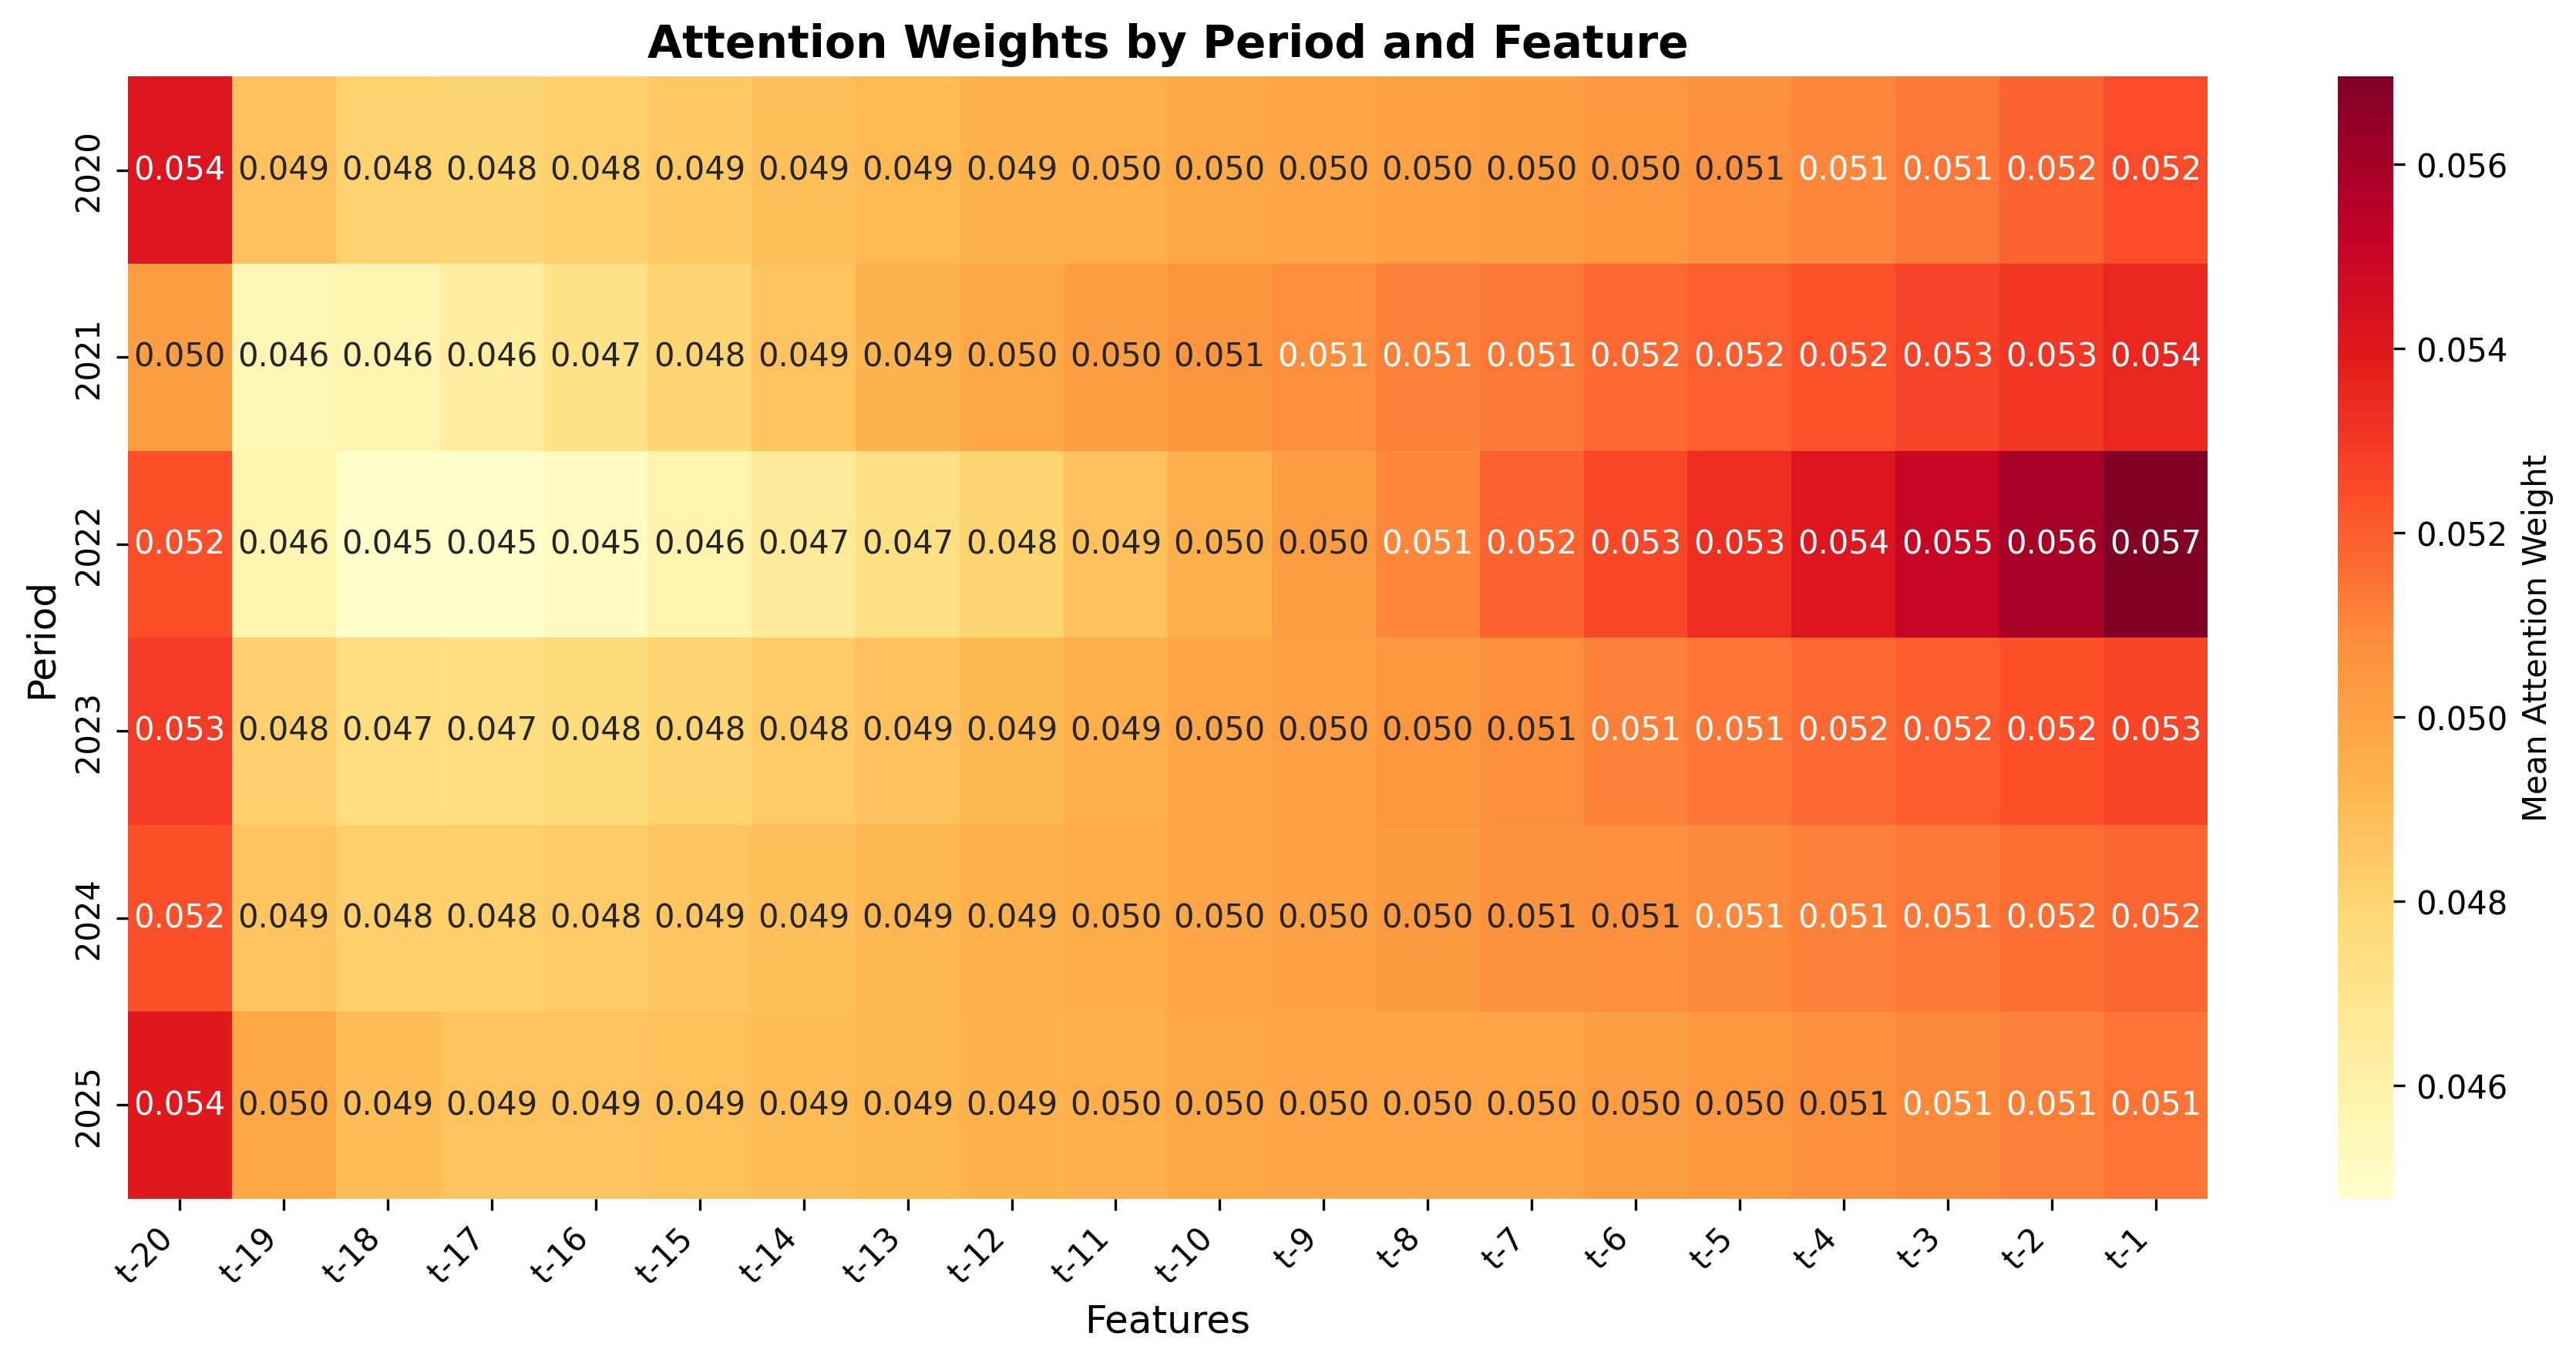 Attention Weights by Period and Feature
Period
2020 0.054 0.049 0.048 0.048 0.048 0.049 0.049 0.049 0.049 0.050 0.050 0.050 0.050 0.050 0.050 0.051 0.051 0.051 0.052 0.052
2021 0.050 0.046 0.046 0.046 0.047 0.048 0.049 0.049 0.050 0.050 0.051 0.051 0.051 0.051 0.052 0.052 0.052 0.053 0.053 0.054
2022 0.052 0.046 0.045 0.045 0.045 0.046 0.047 0.047 0.048 0.049 0.050 0.050 0.051 0.052 0.053 0.053 0.054 0.055 0.056 0.057
2023 0.053 0.048 0.047 0.047 0.048 0.048 0.048 0.049 0.049 0.049 0.050 0.050 0.050 0.051 0.051 0.051 0.052 0.052 0.052 0.053
2024 0.052 0.049 0.048 0.048 0.048 0.049 0.049 0.049 0.049 0.050 0.050 0.050 0.050 0.051 0.051 0.051 0.051 0.051 0.052 0.052
2025 0.054 0.050 0.049 0.049 0.049 0.049 0.049 0.049 0.049 0.050 0.050 0.050 0.050 0.050 0.050 0.050 0.051 0.051 0.051 0.051
t-20 t-19 t-18 t-17 t-16 t-15 t-14 t-13 t-12 t-11 t-10 t-9 t-8 t-7 t-6 t-5 t-4 t-3 t-2 t-1
Features
0.056
0.054
0.052
0.050
0.048
0.046
Mean Attention Weight